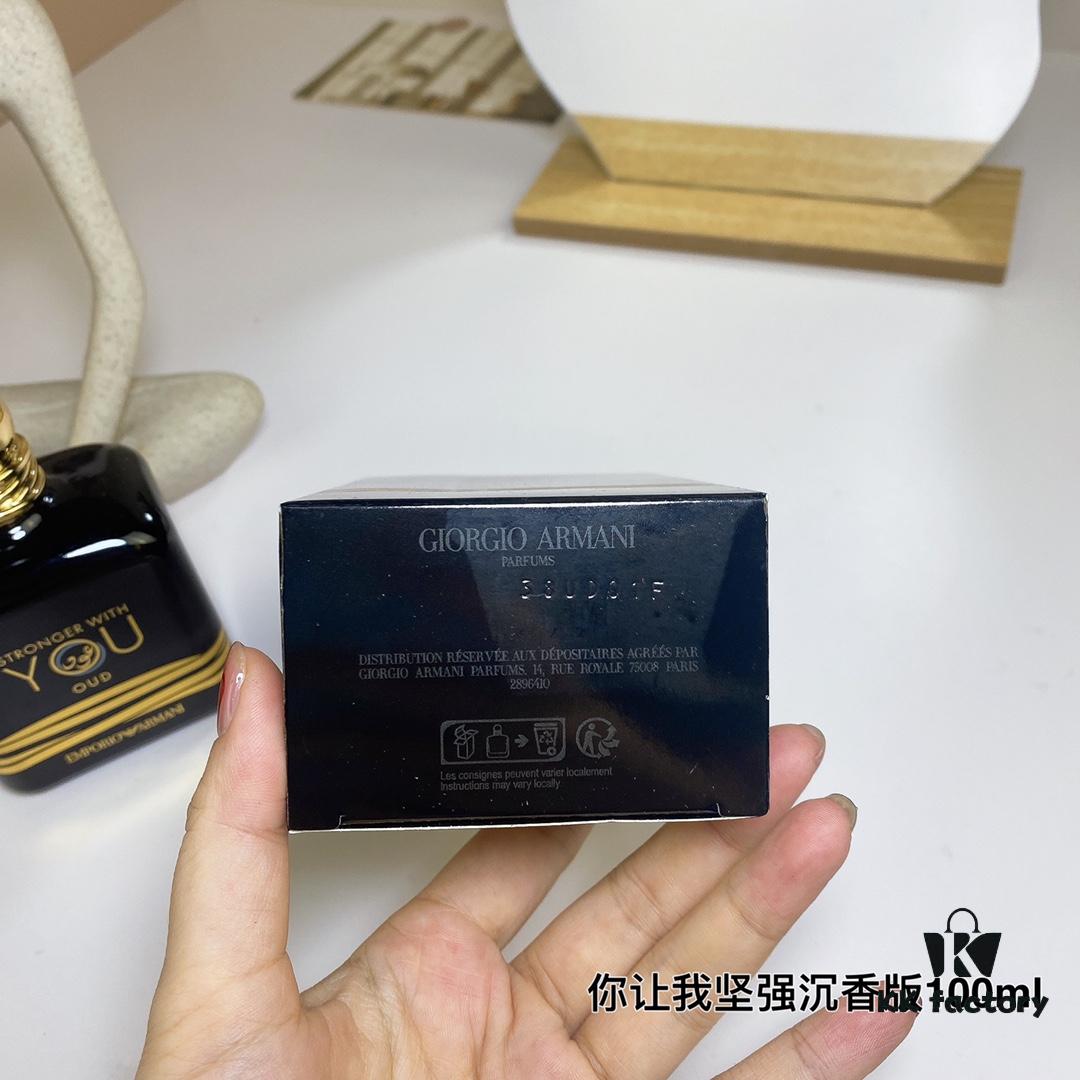 GIORGIO ARMANI
PARFUMS
38UD81F
DISTRIBUTION RÉSERVÉE AUX DÉPOSITAIRES AGRÉÉS PAR
GIORGIO ARMANI PARFUMS. 14, RUE ROYALE 75008 PARIS
2896410
Les consignes peuvent varier localement
Instructions may vary locally
STRONGER WITH
YOU
OUD
EMPORIO ARMANI
你让我坚强沉香版100ml
K
kk factory